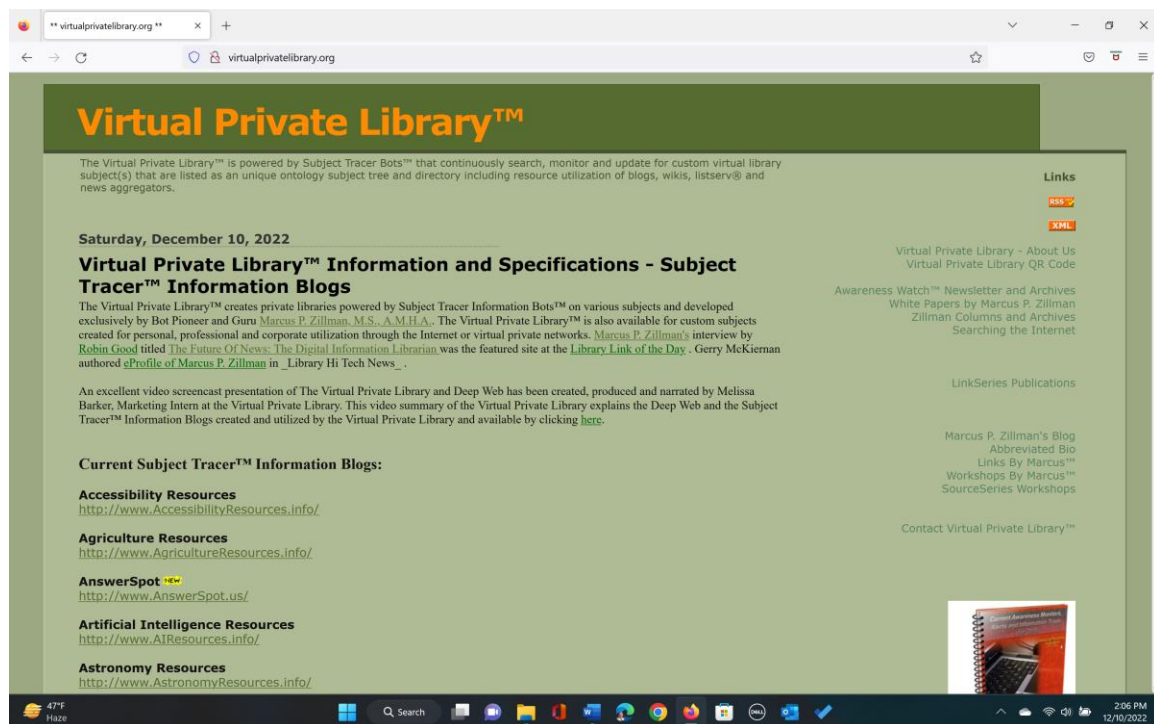 ** virtualprivatelibrary.org **
virtualprivatelibrary.org
Virtual Private Library™
The Virtual Private Library™ is powered by Subject Tracer Bots™ that continuously search, monitor and update for custom virtual library
subject(s) that are listed as an unique ontology subject tree and directory including resource utilization of blogs, wikis, listserv® and
news aggregators.
Saturday, December 10, 2022
Virtual Private Library™ Information and Specifications - Subject
Tracer™ Information Blogs
The Virtual Private Library™ creates private libraries powered by Subject Tracer Information Bots™ on various subjects and developed
exclusively by Bot Pioneer and Guru Marcus P. Zillman, M.S., A.M.H.A.. The Virtual Private Library™ is also available for custom subjects
created for personal, professional and corporate utilization through the Internet or virtual private networks. Marcus P. Zillman's interview by
Robin Good titled The Future Of News: The Digital Information Librarian was the featured site at the Library Link of the Day . Gerry McKiernan
authored eProfile of Marcus P. Zillman in _Library Hi Tech News_ .
An excellent video screencast presentation of The Virtual Private Library and Deep Web has been created, produced and narrated by Melissa
Barker, Marketing Intern at the Virtual Private Library. This video summary of the Virtual Private Library explains the Deep Web and the Subject
Tracer™ Information Blogs created and utilized by the Virtual Private Library and available by clicking here.
Current Subject Tracer™ Information Blogs:
Accessibility Resources
http://www.AccessibilityResources.info/
Agriculture Resources
http://www.AgricultureResources.info/
AnswerSpot NEW
http://www.AnswerSpot.us/
Artificial Intelligence Resources
http://www.AIResources.info/
Astronomy Resources
http://www.AstronomyResources.info/
Links
RSS
XML
Virtual Private Library - About Us
Virtual Private Library QR Code
Awareness Watch™ Newsletter and Archives
White Papers by Marcus P. Zillman
Zillman Columns and Archives
Searching the Internet
LinkSeries Publications
Marcus P. Zillman's Blog
Abbreviated Bio
Links By Marcus™
Workshops By Marcus™
SourceSeries Workshops
Contact Virtual Private Library™
47°F
Haze
Search
DELL
2:06 PM
12/10/2022